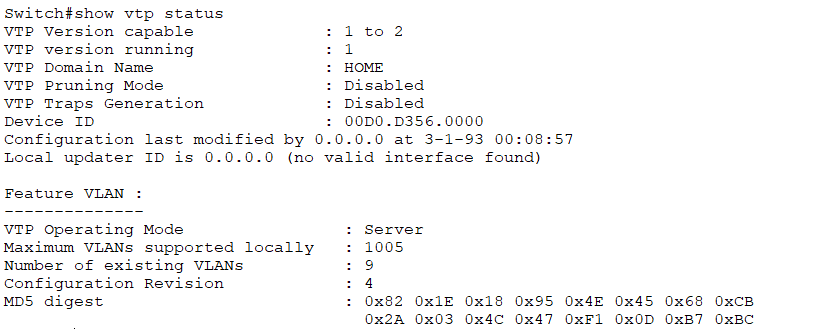 Switch#show vtp status
VTP Version capable : 1 to 2
VTP version running : 1
VTP Domain Name : HOME
VTP Pruning Mode : Disabled
VTP Traps Generation : Disabled
Device ID : 00D0.D356.0000
Configuration last modified by 0.0.0.0 at 3-1-93 00:08:57
Local updater ID is 0.0.0.0 (no valid interface found)
Feature VLAN :
--------------
VTP Operating Mode : Server
Maximum VLANs supported locally : 1005
Number of existing VLANs : 9
Configuration Revision : 4
MD5 digest : 0x82 0x1E 0x18 0x95 0x4E 0x45 0x68 0xCB
0x2A 0x03 0x4C 0x47 0xF1 0x0D 0xB7 0xBC